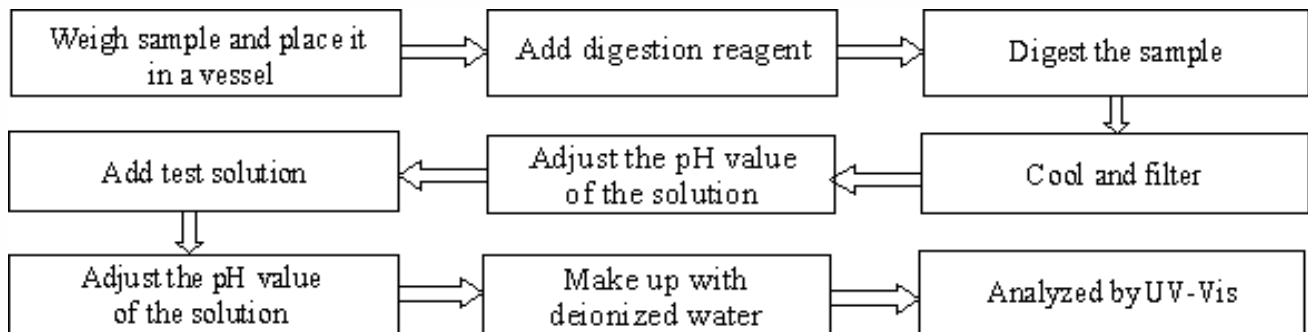 Weigh sample and place it
in a vessel
Add digestion reagent
Digest the sample
Cool and filter
Adjust the pH value
of the solution
Add test solution
Adjust the pH value
of the solution
Make up with
deionized water
Analyzed by UV-Vis